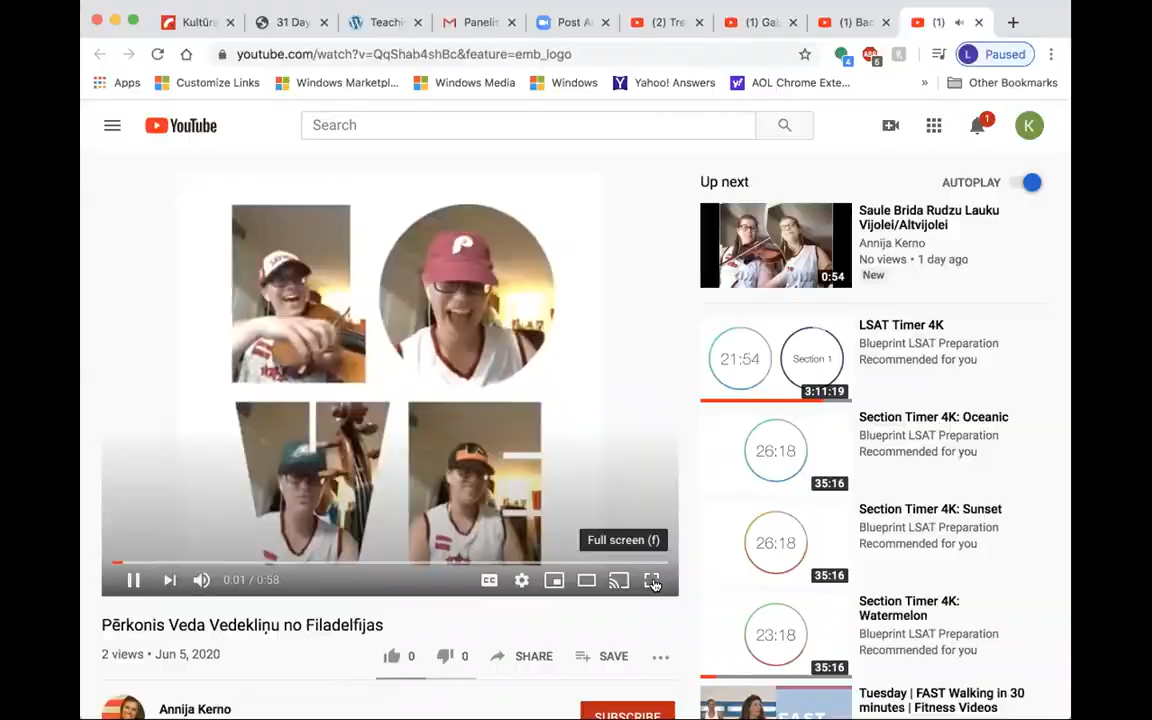 Kultūre
31 Day
Teachi
Gmail Paneli
Post A
(2) Tre
(1) Ga
(1) Bac
(1)
youtube.com/watch?v=QqShab4shBc&feature=emb_logo
4
5
L Paused
Apps Customize Links Windows Marketpl... Windows Media Windows Yahoo! Answers AOL Chrome Exte... » Other Bookmarks
YouTube
Search
1
K
Up next AUTOPLAY
Saule Brida Rudzu Lauku
Vijolei/Altvijolei
Annija Kerno
No views • 1 day ago
New
0:54
LSAT Timer 4K
Blueprint LSAT Preparation
Recommended for you
21:54 Section 1
3:11:19
Section Timer 4K: Oceanic
Blueprint LSAT Preparation
Recommended for you
26:18
35:16
Section Timer 4K: Sunset
Blueprint LSAT Preparation
Recommended for you
26:18
35:16
Section Timer 4K:
Watermelon
Blueprint LSAT Preparation
Recommended for you
23:18
35:16
Tuesday | FAST Walking in 30
minutes | Fitness Videos
FAST
P
Full screen (f)
0:01 / 0:58 CC
Pērkonis Veda Vedekliņu no Filadelfijas
2 views • Jun 5, 2020
0 0 SHARE SAVE
Annija Kerno
SUBSCRIBE